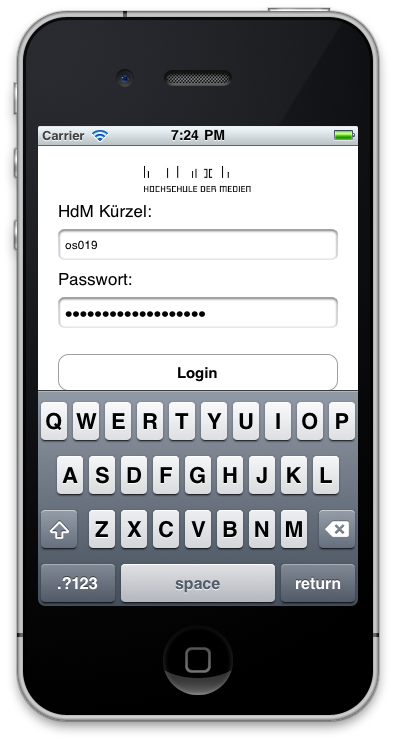 Carrier 7:24 PM
HOCHSCHULE DER MEDIEN
HdM Kürzel:
os019
Passwort:
●●●●●●●●●●●●●●●●●●●
Login
Q W E R T Y U I O P
A S D F G H J K L
Z X C V B N M
.?123 space return